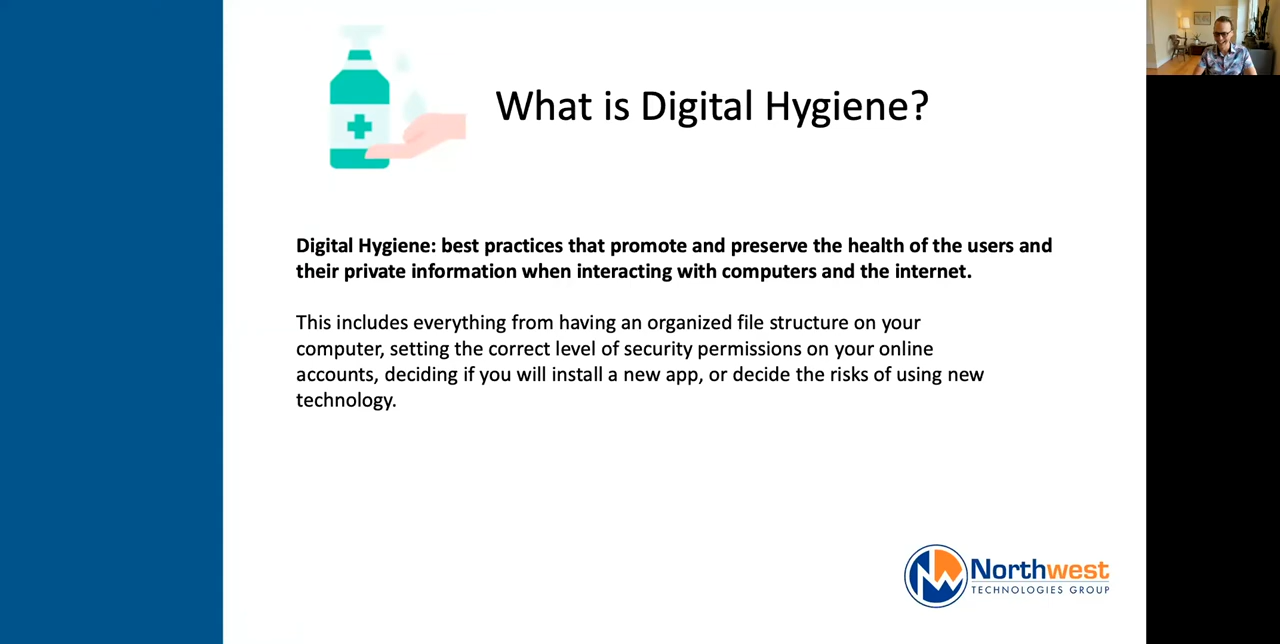 What is Digital Hygiene?
Digital Hygiene: best practices that promote and preserve the health of the users and
their private information when interacting with computers and the internet.
This includes everything from having an organized file structure on your
computer, setting the correct level of security permissions on your online
accounts, deciding if you will install a new app, or decide the risks of using new
technology.
Northwest
TECHNOLOGIES GROUP